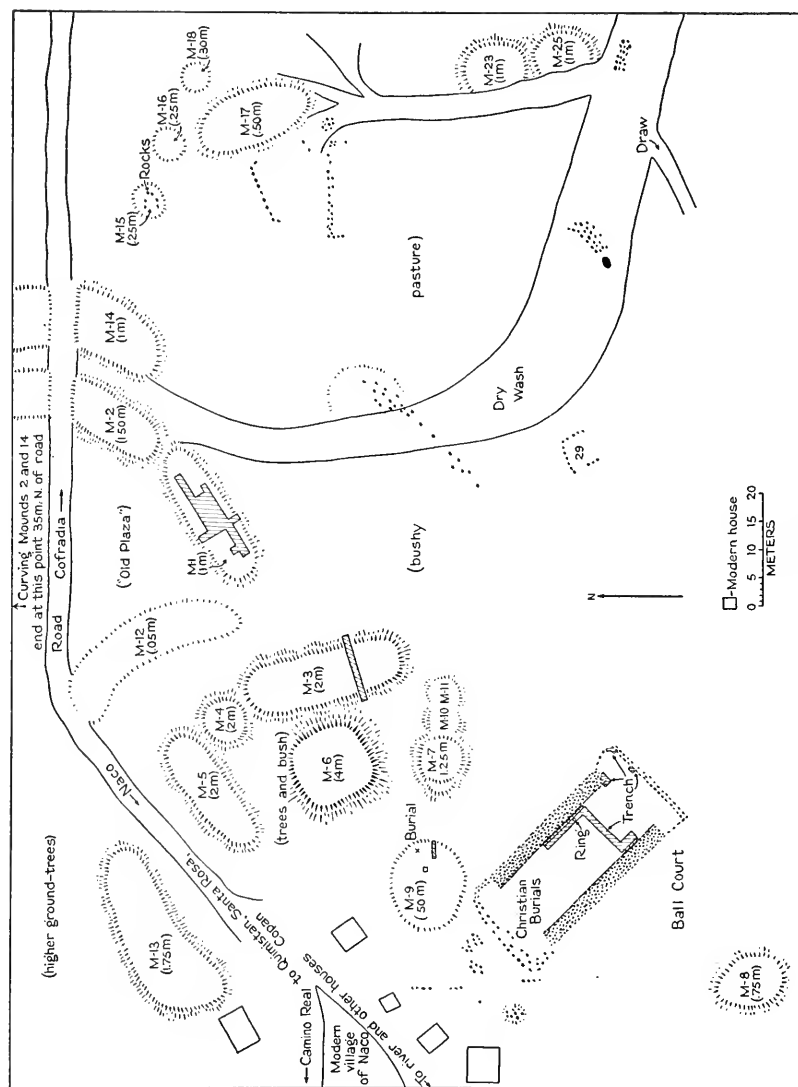 ↑ Curving Mounds 2 and 14
end at this point 35m. N. of road
(higher ground-trees)
M-18
(.30m)
M-16
(.25m)
Rocks
M-15
(.25m)
M-17
(.50m)
M-23
(1m)
M-25
(1m)
Draw
M-14
(1m)
M-2
(1.50m)
pasture)
Dry
Wash
29
Road
Cofradia →
("Old Plaza")
M-1
(1m)
(bushy
M-12
(.05m)
M-3
(2m)
M-4
(2m)
M-5
(2m)
(trees and bush)
M-6
(4m)
M-7
(1.25m)
M-10 M-11
←Naco
to Quimistan, Santa Rosa,
Copan
M-13
(1.75m)
M-9
(.50m)
Burial
Christian
Burials
Ring
Trench
Ball Court
M-8
(.75m)
←Camino Real
Modern
village
of Naco
←To river and other houses
N
-Modern house
0 5 10 15 20
METERS